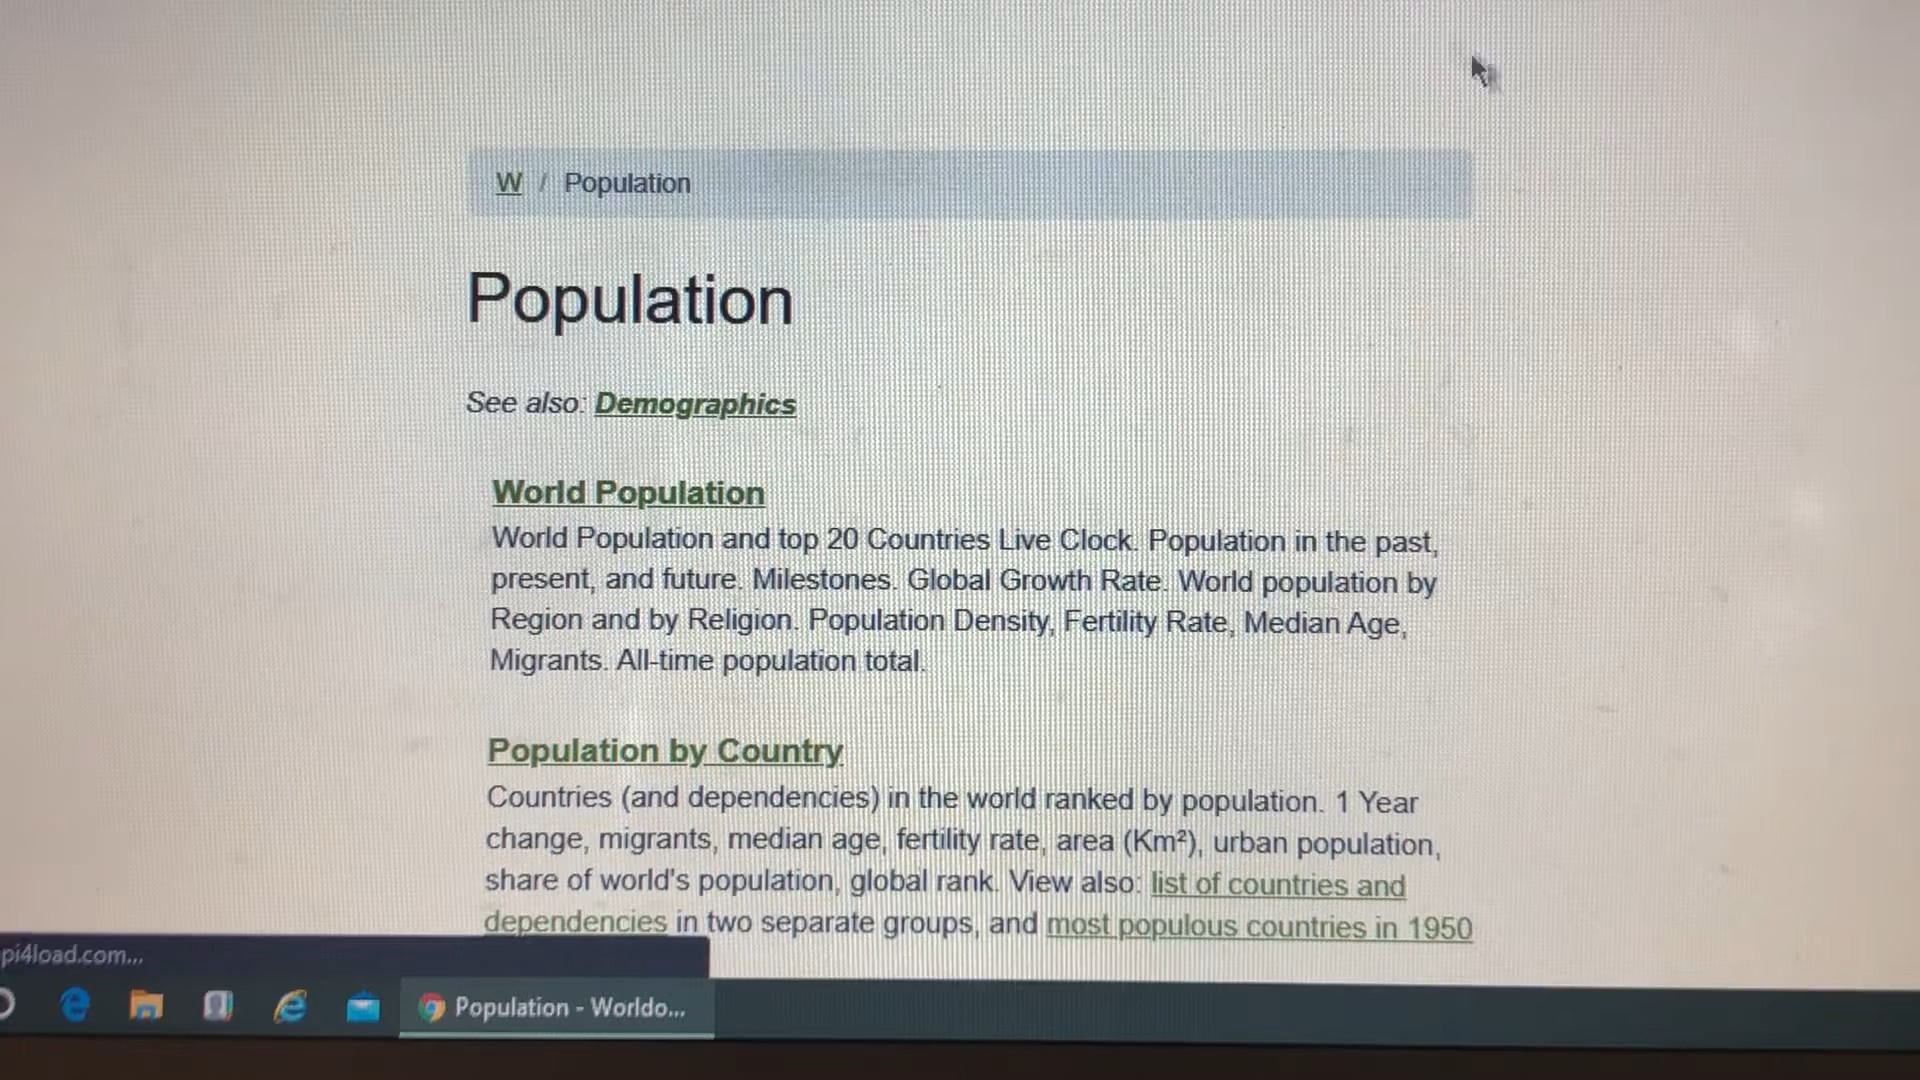 W / Population
Population
See also: Demographics
World Population
World Population and top 20 Countries Live Clock. Population in the past,
present, and future. Milestones. Global Growth Rate. World population by
Region and by Religion. Population Density, Fertility Rate, Median Age,
Migrants. All-time population total.
Population by Country
Countries (and dependencies) in the world ranked by population. 1 Year
change, migrants, median age, fertility rate, area (Km²), urban population,
share of world's population, global rank. View also: list of countries and
dependencies in two separate groups, and most populous countries in 1950
pi4load.com...
Population - Worldo...